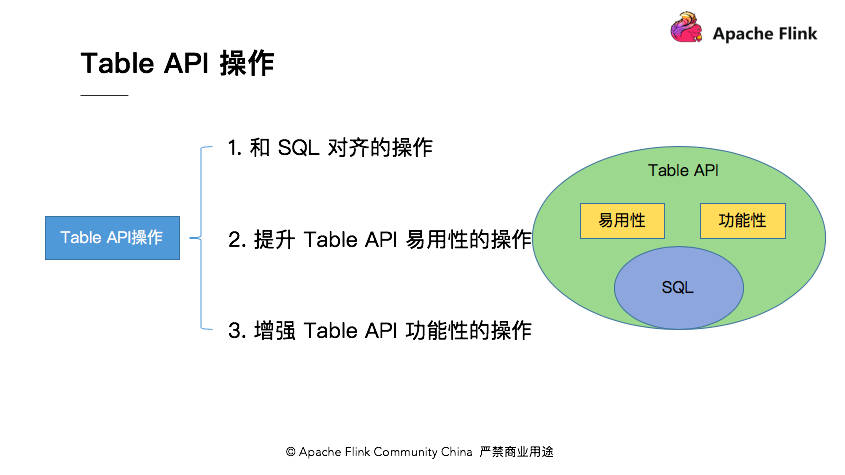 Apache Flink
Table API 操作
1. 和 SQL 对齐的操作
Table API操作
2. 提升 Table API 易用性的操作
3. 增强 Table API 功能性的操作
Table API
易用性
功能性
SQL
© Apache Flink Community China 严禁商业用途